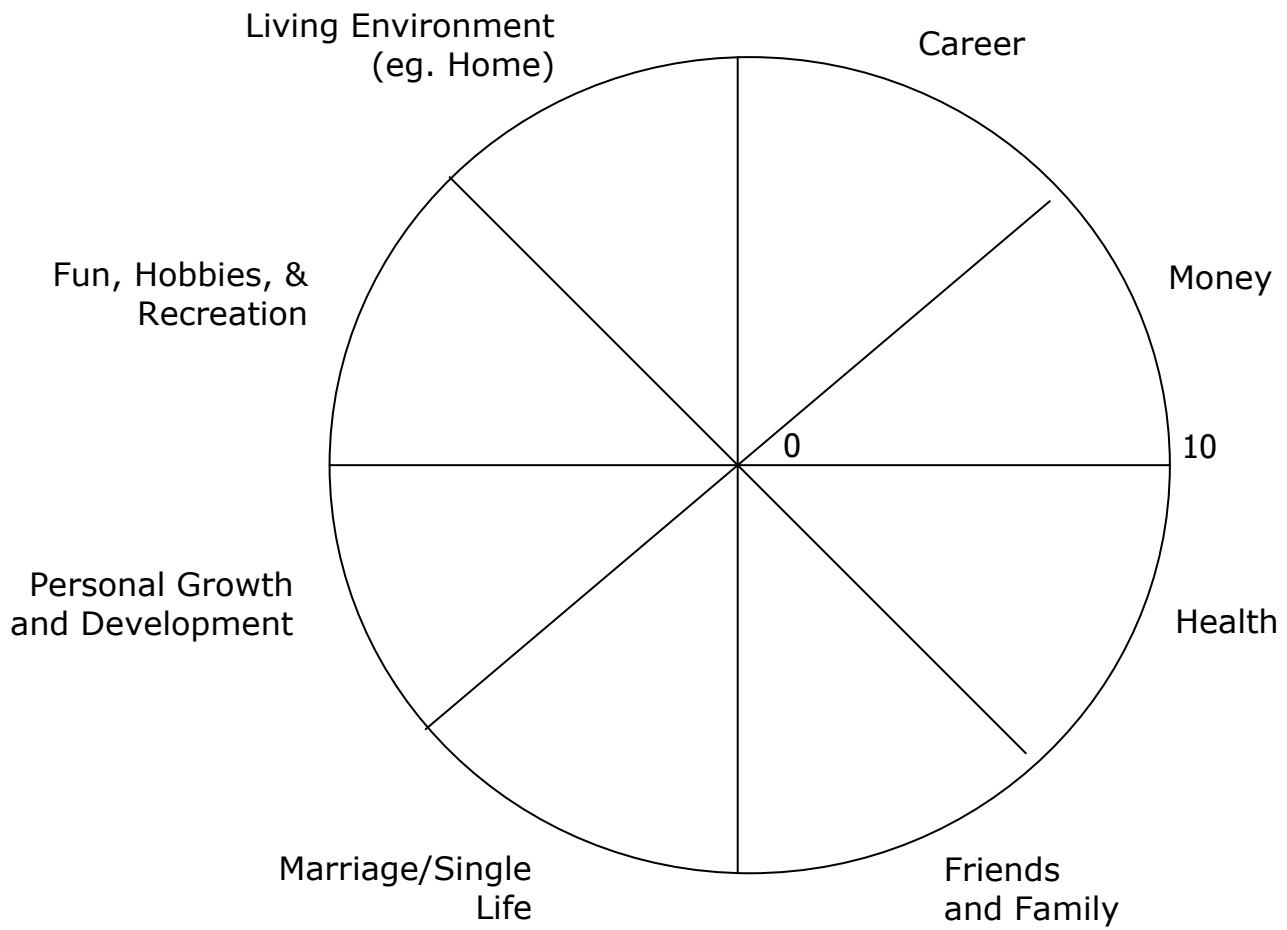 Living Environment
(eg. Home)
Career
Fun, Hobbies, &
Recreation
Money
0
10
Personal Growth
and Development
Health
Marriage/Single
Life
Friends
and Family